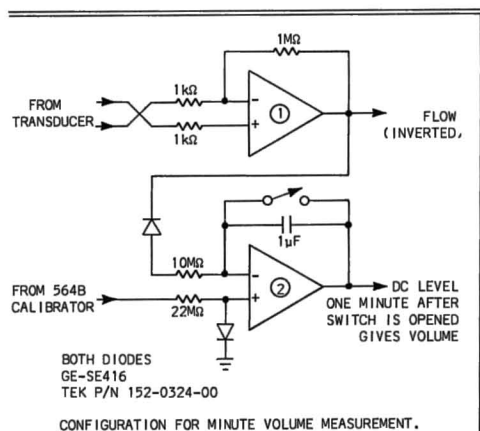 1MΩ
1kΩ
FROM
TRANSDUCER
−
①
+
1kΩ
FLOW
(INVERTED,
1μF
10MΩ
−
②
+
FROM 564B
CALIBRATOR
22MΩ
DC LEVEL
ONE MINUTE AFTER
SWITCH IS OPENED
GIVES VOLUME
BOTH DIODES
GE-SE416
TEK P/N 152-0324-00
CONFIGURATION FOR MINUTE VOLUME MEASUREMENT.